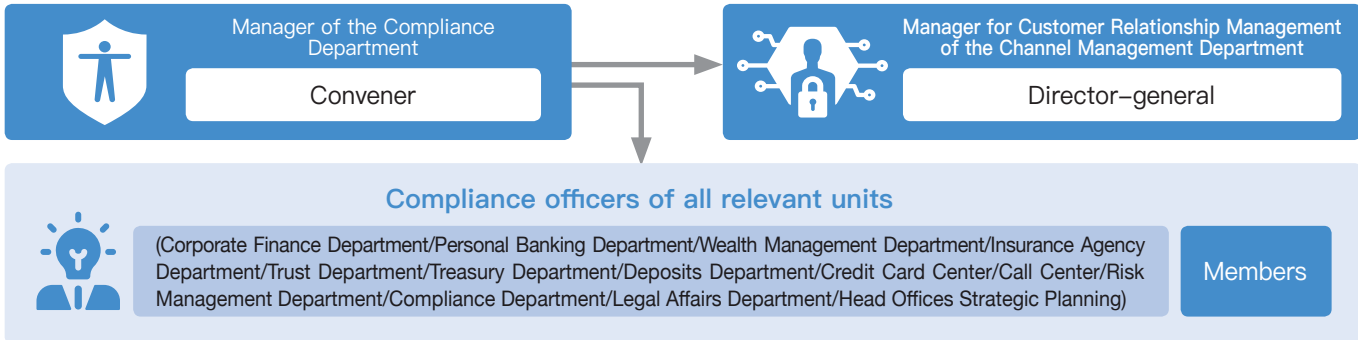 Manager of the Compliance
Department
Convener
Manager for Customer Relationship Management
of the Channel Management Department
Director-general
Compliance officers of all relevant units
(Corporate Finance Department/Personal Banking Department/Wealth Management Department/Insurance Agency
Department/Trust Department/Treasury Department/Deposits Department/Credit Card Center/Call Center/Risk
Management Department/Compliance Department/Legal Affairs Department/Head Offices Strategic Planning)
Members